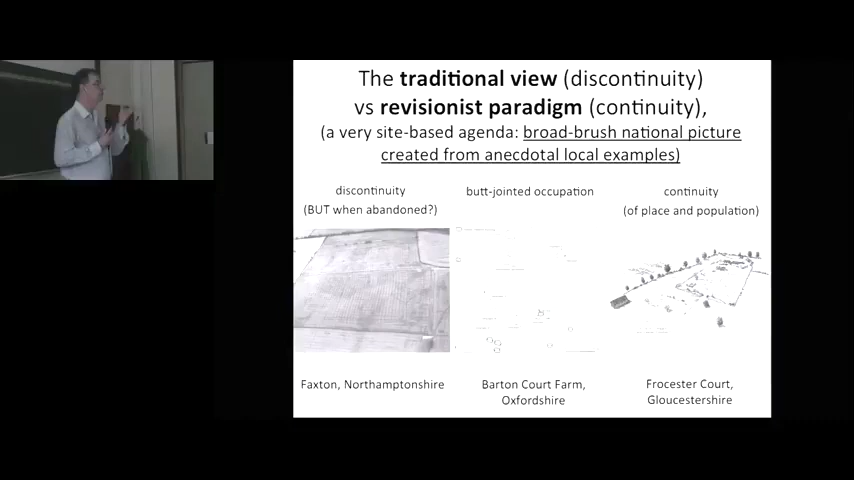 The traditional view (discontinuity)
vs revisionist paradigm (continuity),
(a very site-based agenda: broad-brush national picture
created from anecdotal local examples)
discontinuity
(BUT when abandoned?)
butt-jointed occupation
continuity
(of place and population)
Faxton, Northamptonshire
Barton Court Farm,
Oxfordshire
Frocester Court,
Gloucestershire